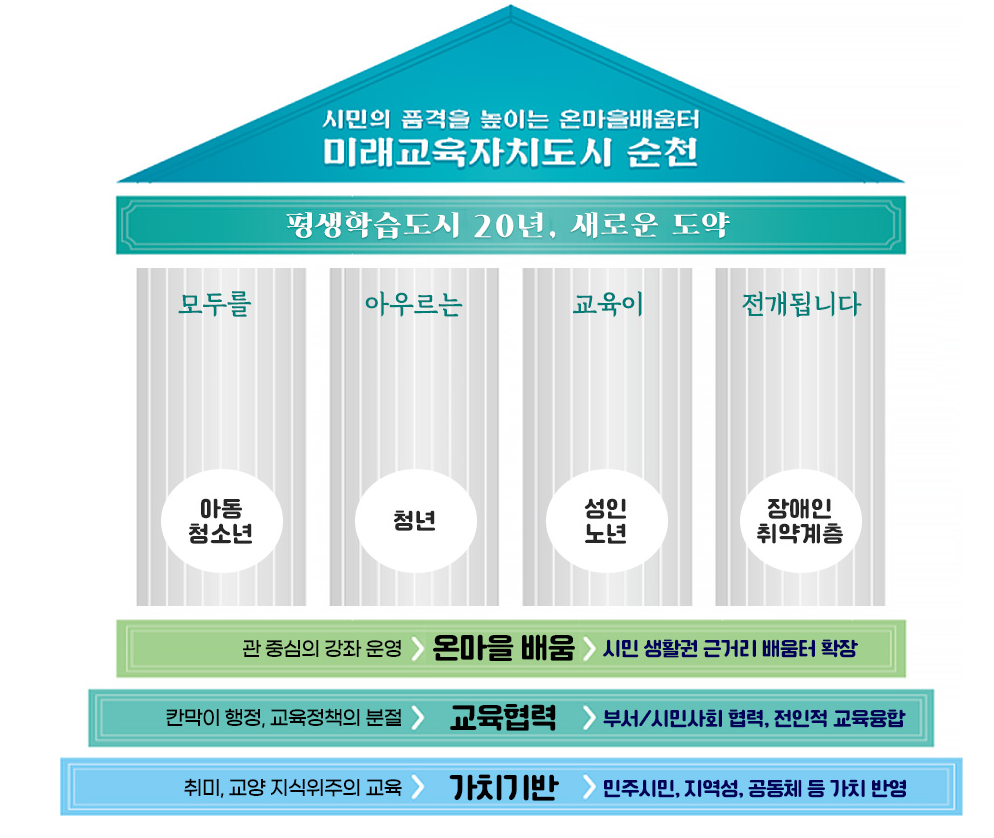 시민의 품격을 높이는 온마을배움터
미래교육자치도시 순천
평생학습도시 20년, 새로운 도약
모두를
아우르는
교육이
전개됩니다
아동
청소년
청년
성인
노년
장애인
취약계층
관 중심의 강좌 운영 > 온마을 배움 > 시민 생활권 근거리 배움터 확장
칸막이 행정, 교육정책의 분절 > 교육협력 > 부서/시민사회 협력, 전인적 교육융합
취미, 교양 지식위주의 교육 > 가치기반 > 민주시민, 지역성, 공동체 등 가치 반영